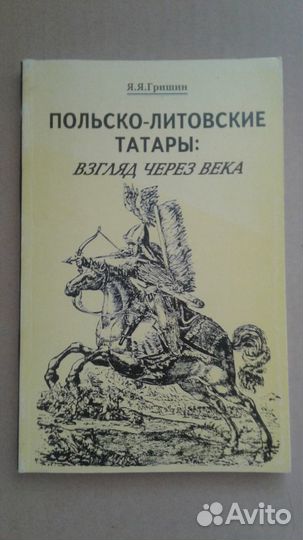 Я.Я.Гришин
ПОЛЬСКО-ЛИТОВСКИЕ
ТАТАРЫ:
ВЗГЛЯД ЧЕРЕЗ ВЕКА
Avito